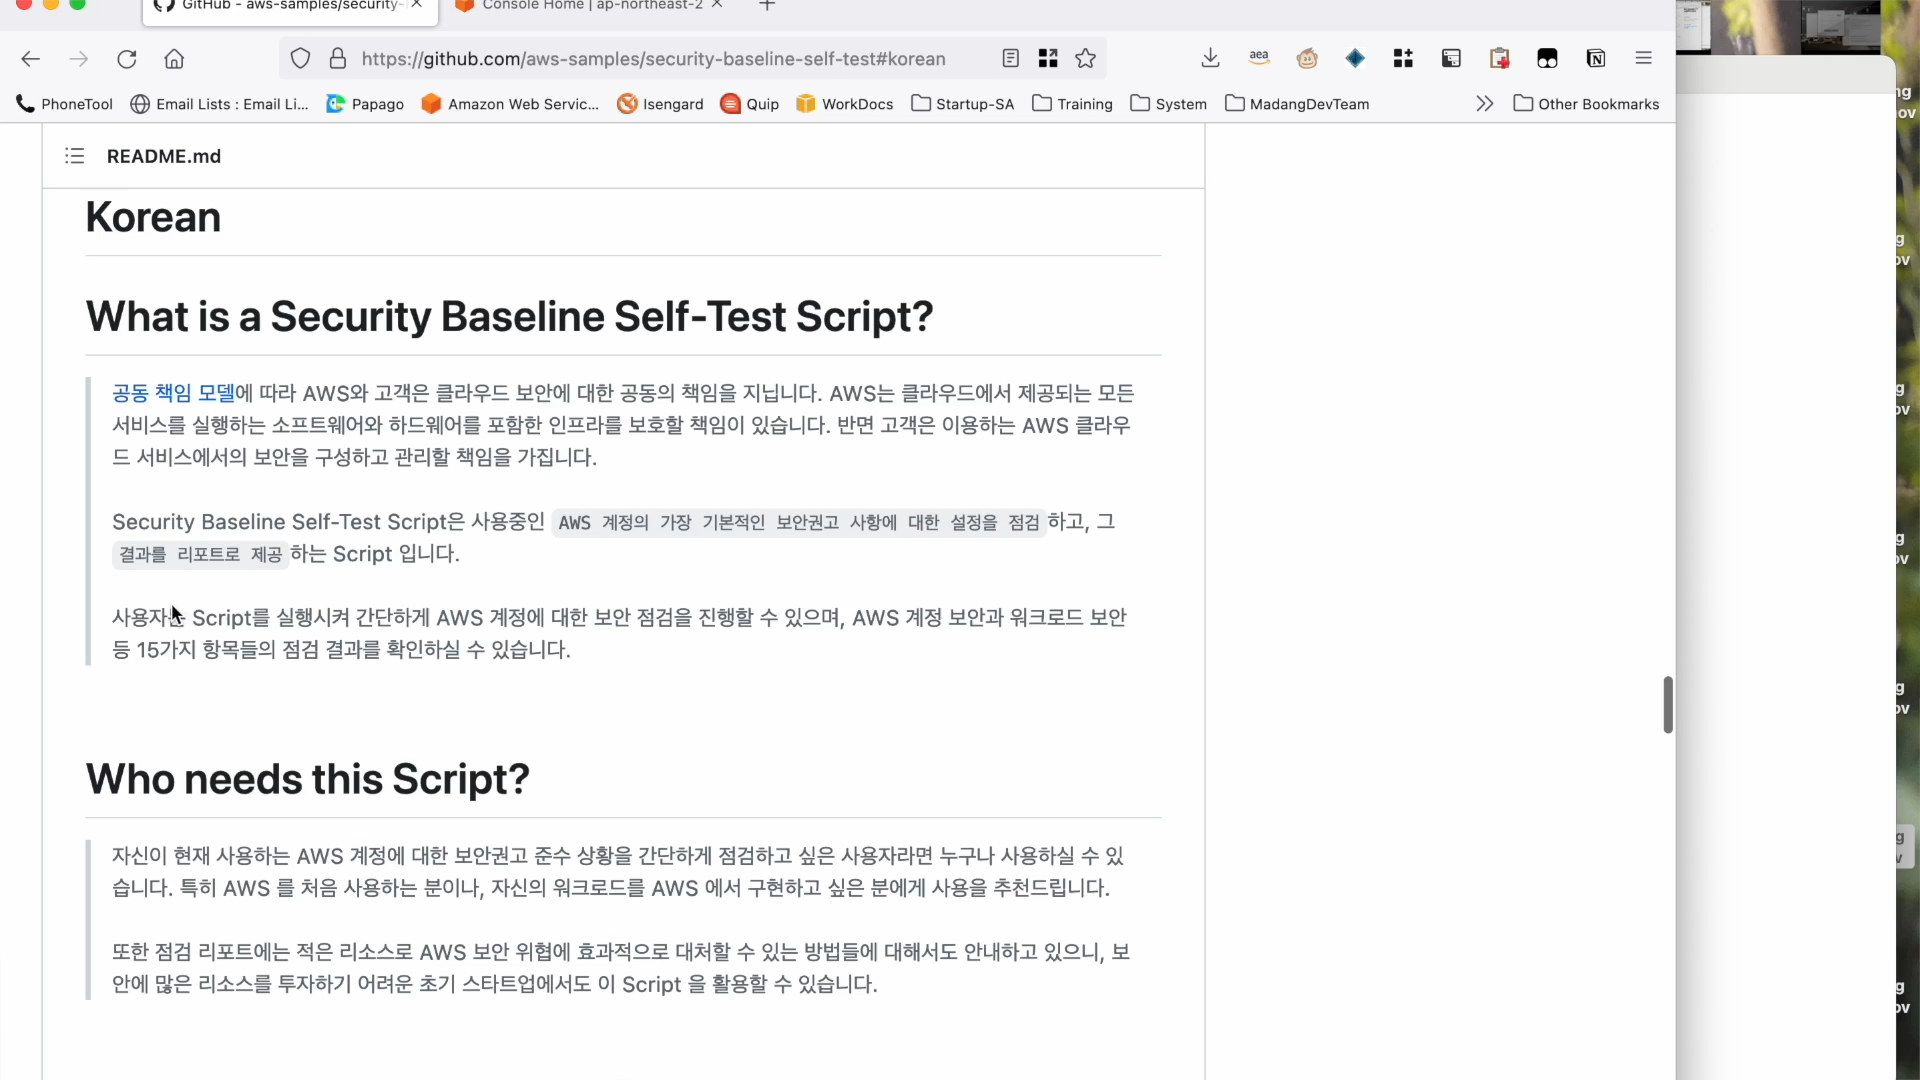 GitHub - aws-samples/security-
Console Home | ap-northeast-2
https://github.com/aws-samples/security-baseline-self-test#korean
aea
PhoneTool
Email Lists : Email Li...
Papago
Amazon Web Servic...
Isengard
Quip
WorkDocs
Startup-SA
Training
System
MadangDevTeam
Other Bookmarks
README.md
Korean
What is a Security Baseline Self-Test Script?
공동 책임 모델에 따라 AWS와 고객은 클라우드 보안에 대한 공동의 책임을 지닙니다. AWS는 클라우드에서 제공되는 모든
서비스를 실행하는 소프트웨어와 하드웨어를 포함한 인프라를 보호할 책임이 있습니다. 반면 고객은 이용하는 AWS 클라우
드 서비스에서의 보안을 구성하고 관리할 책임을 가집니다.
Security Baseline Self-Test Script은 사용중인 AWS 계정의 가장 기본적인 보안권고 사항에 대한 설정을 점검 하고, 그
결과를 리포트로 제공 하는 Script 입니다.
사용자는 Script를 실행시켜 간단하게 AWS 계정에 대한 보안 점검을 진행할 수 있으며, AWS 계정 보안과 워크로드 보안
등 15가지 항목들의 점검 결과를 확인하실 수 있습니다.
Who needs this Script?
자신이 현재 사용하는 AWS 계정에 대한 보안권고 준수 상황을 간단하게 점검하고 싶은 사용자라면 누구나 사용하실 수 있
습니다. 특히 AWS 를 처음 사용하는 분이나, 자신의 워크로드를 AWS 에서 구현하고 싶은 분에게 사용을 추천드립니다.
또한 점검 리포트에는 적은 리소스로 AWS 보안 위협에 효과적으로 대처할 수 있는 방법들에 대해서도 안내하고 있으니, 보
안에 많은 리소스를 투자하기 어려운 초기 스타트업에서도 이 Script 을 활용할 수 있습니다.